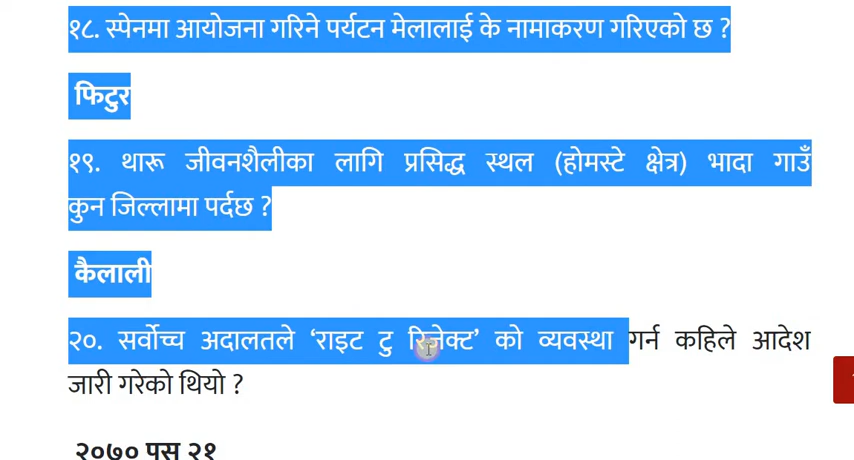 १८. स्पेनमा आयोजना गरिने पर्यटन मेलालाई के नामाकरण गरिएको छ ?
फिटुर
१९. थारू जीवनशैलीका लागि प्रसिद्ध स्थल (होमस्टे क्षेत्र) भादा गाउँ
कुन जिल्लामा पर्दछ ?
कैलाली
२०. सर्वोच्च अदालतले ‘राइट टु रिजेक्ट’ को व्यवस्था गर्न कहिले आदेश
जारी गरेको थियो ?
२०७० पुस २१